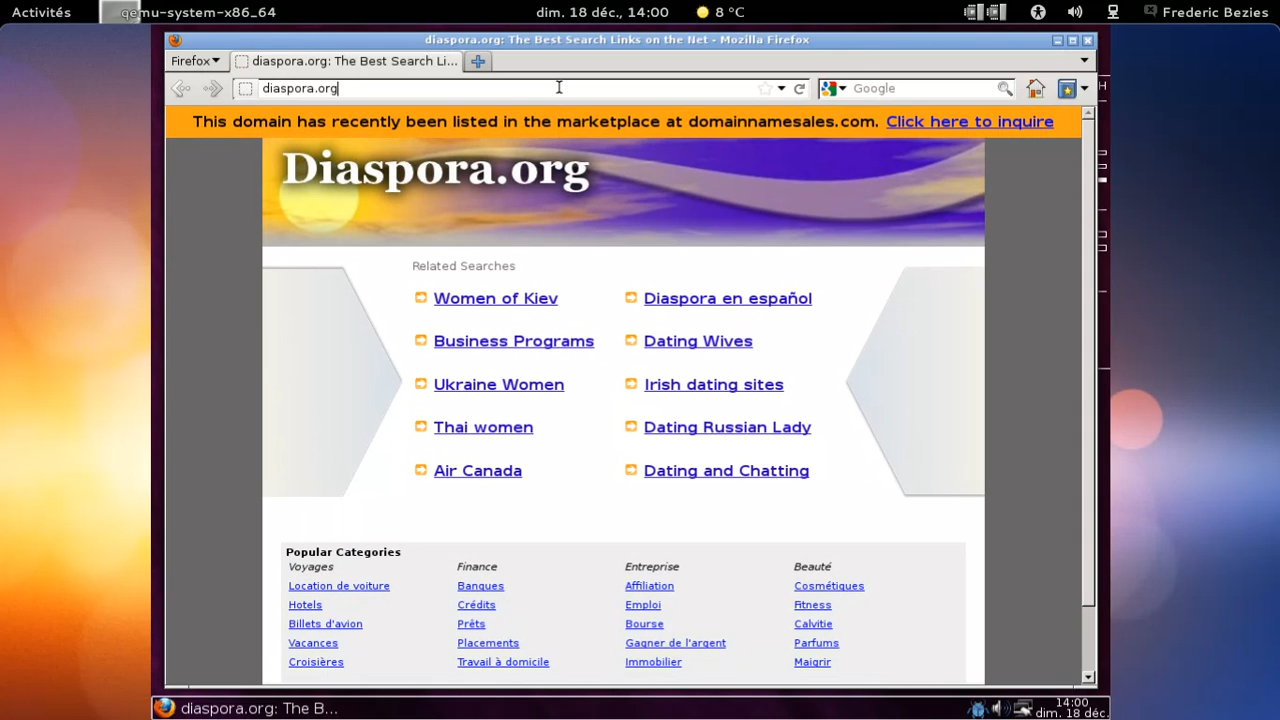 Activités qemu-system-x86_64 dim. 18 déc., 14:00 8 °C Frederic Bezies
diaspora.org: The Best Search Links on the Net - Mozilla Firefox
Firefox diaspora.org: The Best Search Li...
diaspora.org Google
This domain has recently been listed in the marketplace at domainnamesales.com. Click here to inquire
Diaspora.org
Related Searches
Women of Kiev Diaspora en español
Business Programs Dating Wives
Ukraine Women Irish dating sites
Thai women Dating Russian Lady
Air Canada Dating and Chatting
Popular Categories
Voyages Finance Entreprise Beauté
Location de voiture Banques Affiliation Cosmétiques
Hotels Crédits Emploi Fitness
Billets d'avion Prêts Bourse Calvitie
Vacances Placements Gagner de l'argent Parfums
Croisières Travail à domicile Immobilier Maigrir
diaspora.org: The B... 14:00
dim. 18 déc.